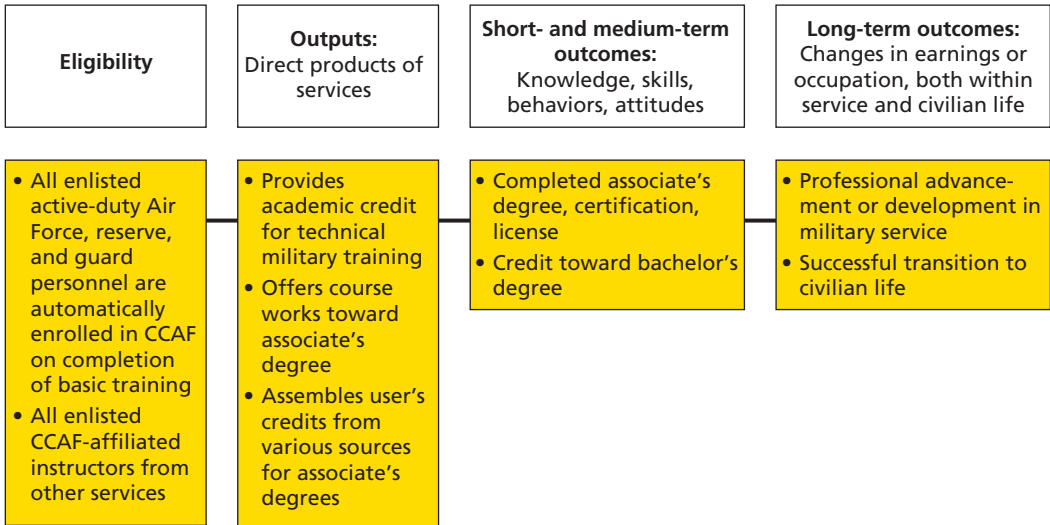 Eligibility
Outputs:
Direct products of
services
Short- and medium-term
outcomes:
Knowledge, skills,
behaviors, attitudes
Long-term outcomes:
Changes in earnings or
occupation, both within
service and civilian life
• All enlisted
active-duty Air
Force, reserve,
and guard
personnel are
automatically
enrolled in CCAF
on completion
of basic training
• All enlisted
CCAF-affiliated
instructors from
other services
• Provides
academic credit
for technical
military training
• Offers course
works toward
associate's
degree
• Assembles user's
credits from
various sources
for associate's
degrees
• Completed associate's
degree, certification,
license
• Credit toward bachelor's
degree
• Professional advance-
ment or development in
military service
• Successful transition to
civilian life